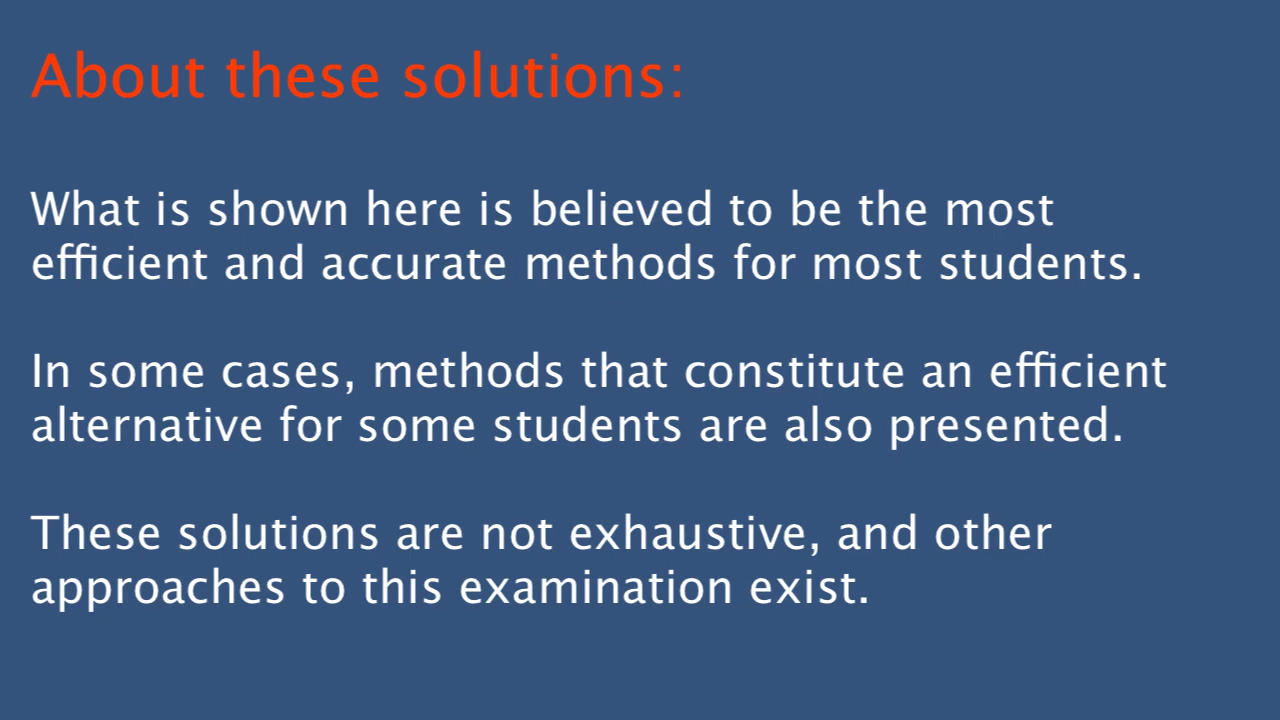 About these solutions:
What is shown here is believed to be the most
efficient and accurate methods for most students.
In some cases, methods that constitute an efficient
alternative for some students are also presented.
These solutions are not exhaustive, and other
approaches to this examination exist.